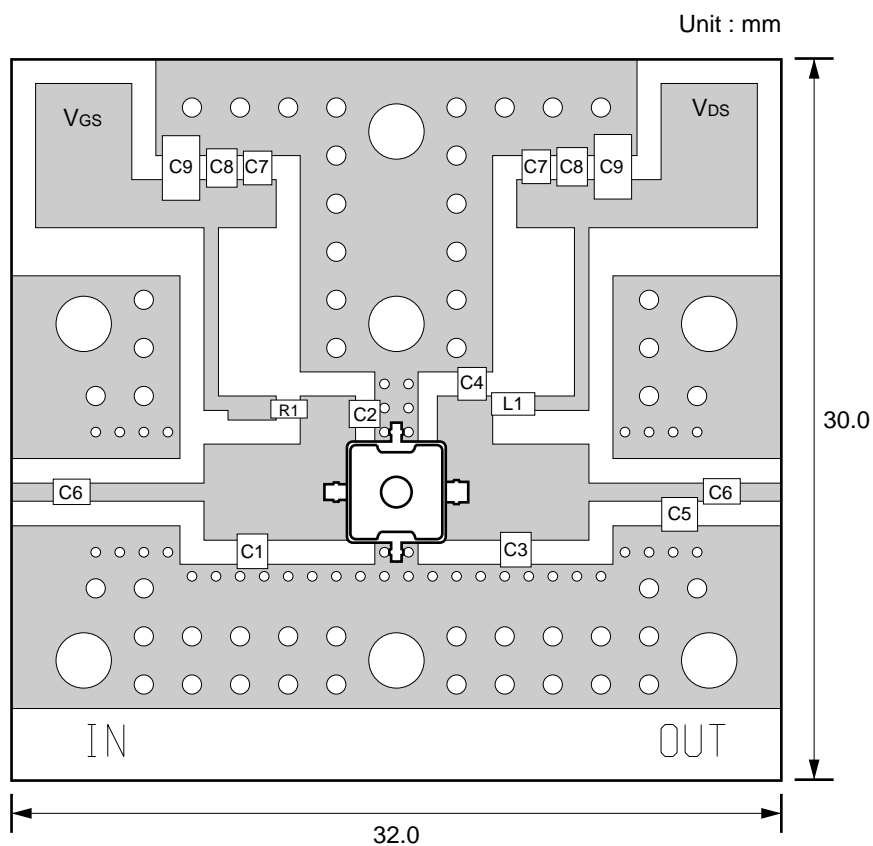 Unit : mm
VGS
VDS
C9 C8 C7
C7 C8 C9
C4
R1
C2
L1
30.0
C6
C6
C5
C1
C3
IN
OUT
32.0